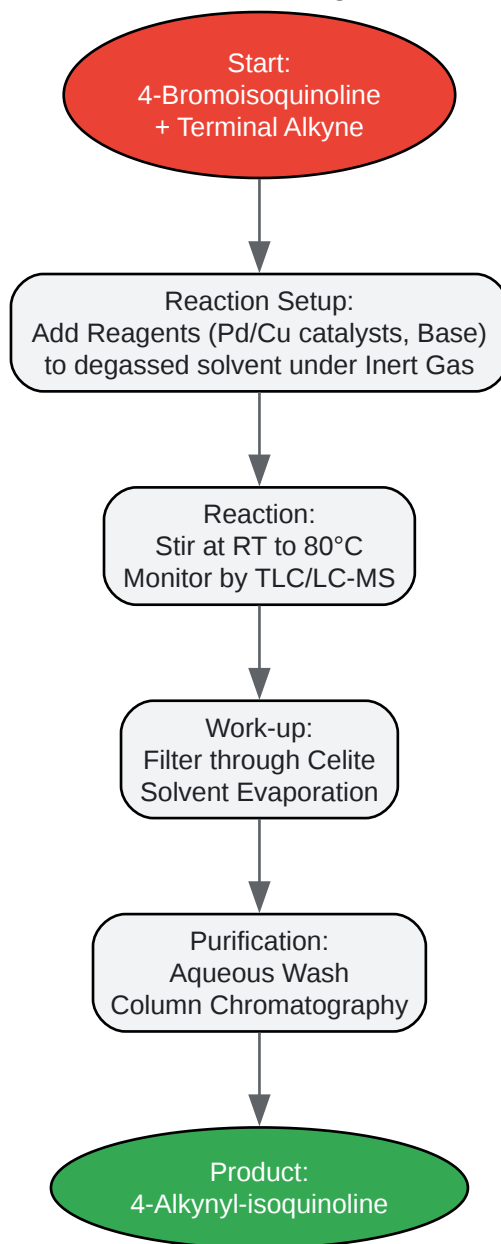 Start:
4-Bromoisoquinoline
+ Terminal Alkyne
Reaction Setup:
Add Reagents (Pd/Cu catalysts, Base)
to degassed solvent under Inert Gas
Reaction:
Stir at RT to 80°C
Monitor by TLC/LC-MS
Work-up:
Filter through Celite
Solvent Evaporation
Purification:
Aqueous Wash
Column Chromatography
Product:
4-Alkynyl-isoquinoline